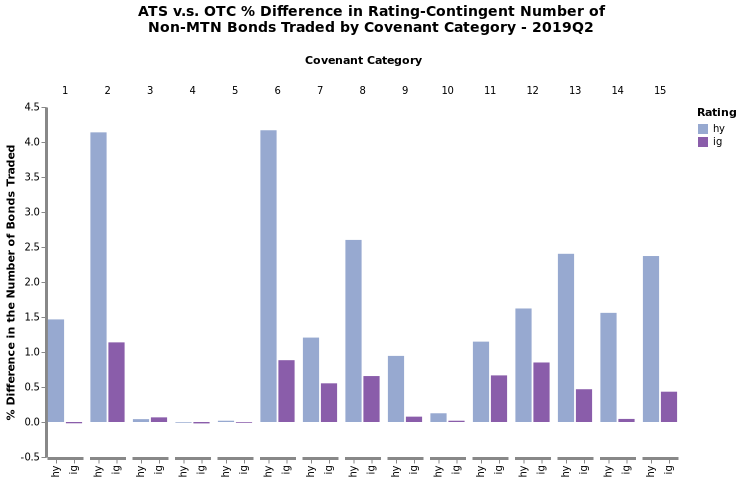 ATS v.s. OTC % Difference in Rating-Contingent Number of
Non-MTN Bonds Traded by Covenant Category - 2019Q2
Covenant Category
1 2 3 4 5 6 7 8 9 10 11 12 13 14 15
% Difference in the Number of Bonds Traded
4.5
4.0
3.5
3.0
2.5
2.0
1.5
1.0
0.5
0.0
-0.5
hy ig hy ig hy ig hy ig hy ig hy ig hy ig hy ig hy ig hy ig hy ig hy ig hy ig hy ig hy ig
Rating
hy
ig